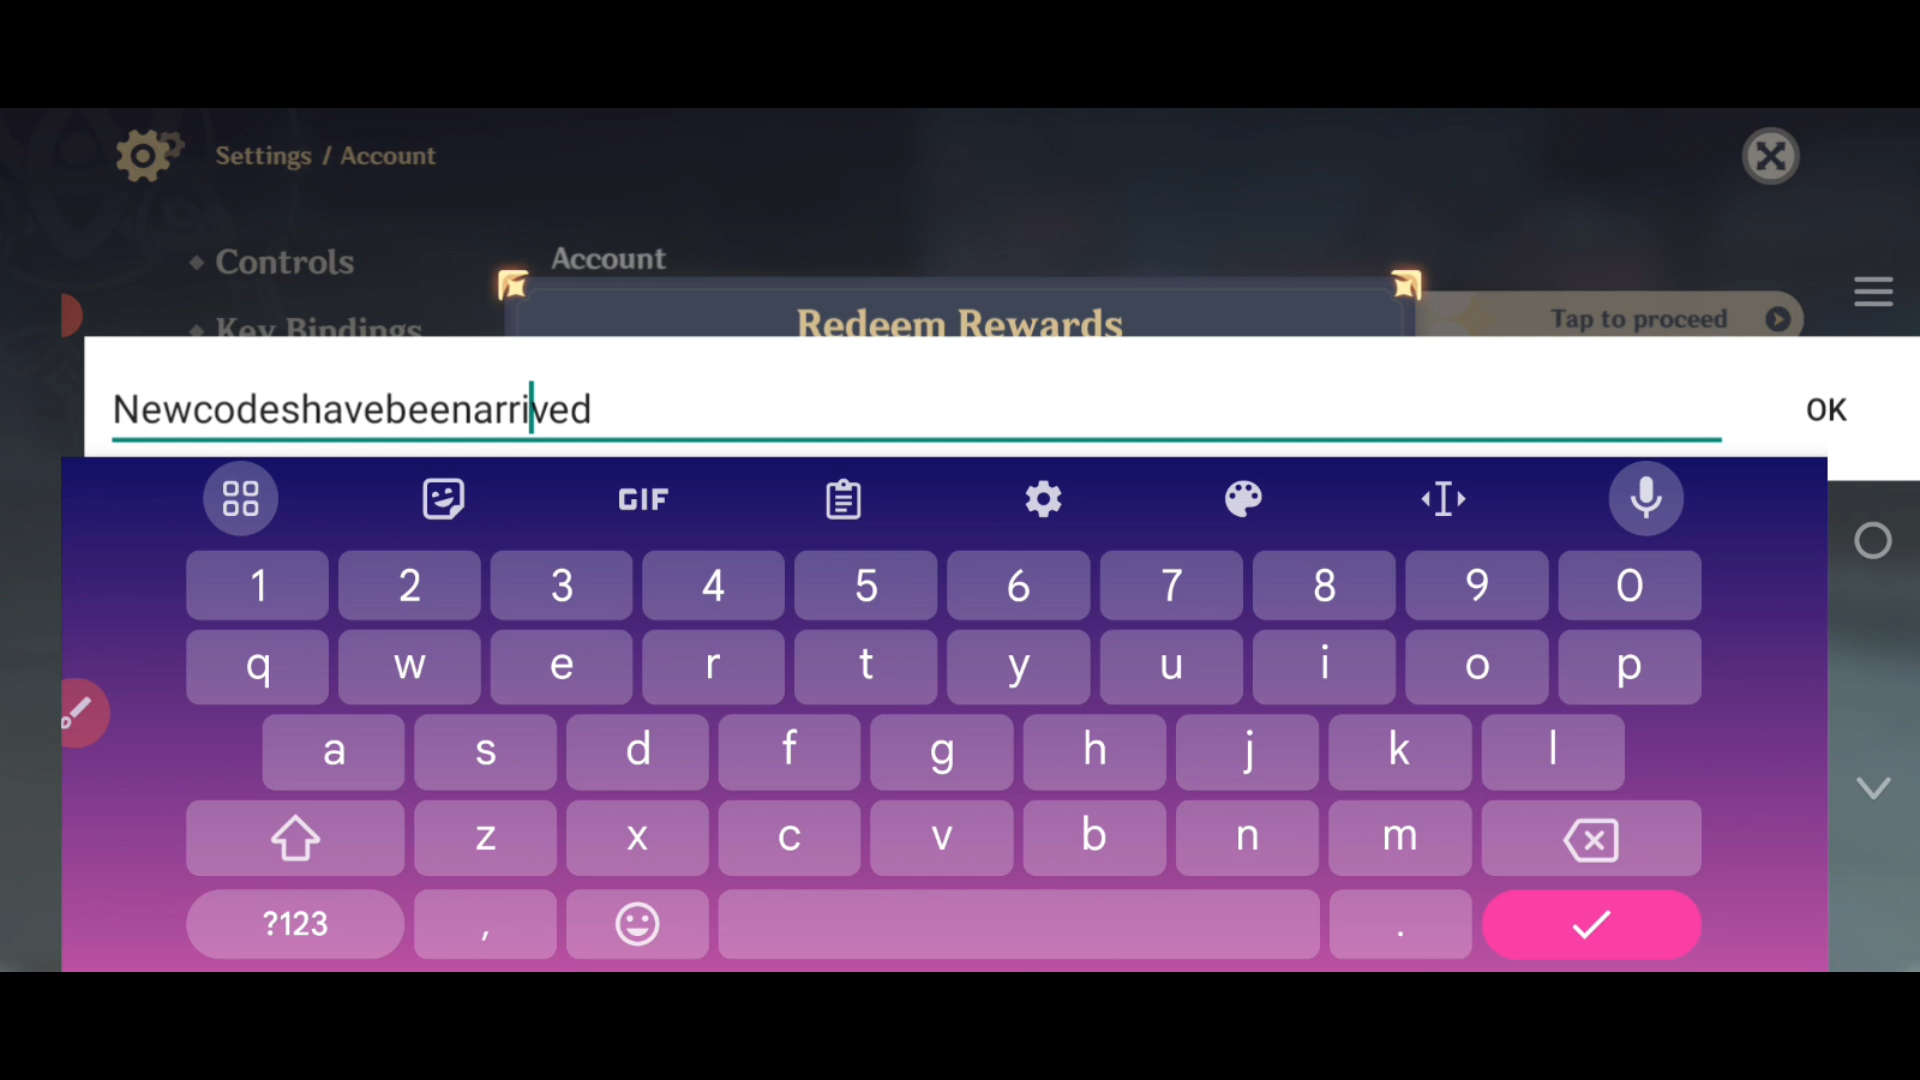 Settings / Account
Controls
Account
Key Bindings
Redeem Rewards
Tap to proceed
Newcodeshavebeenarrived
OK
GIF
1 2 3 4 5 6 7 8 9 0
q w e r t y u i o p
a s d f g h j k l
z x c v b n m
?123 , .